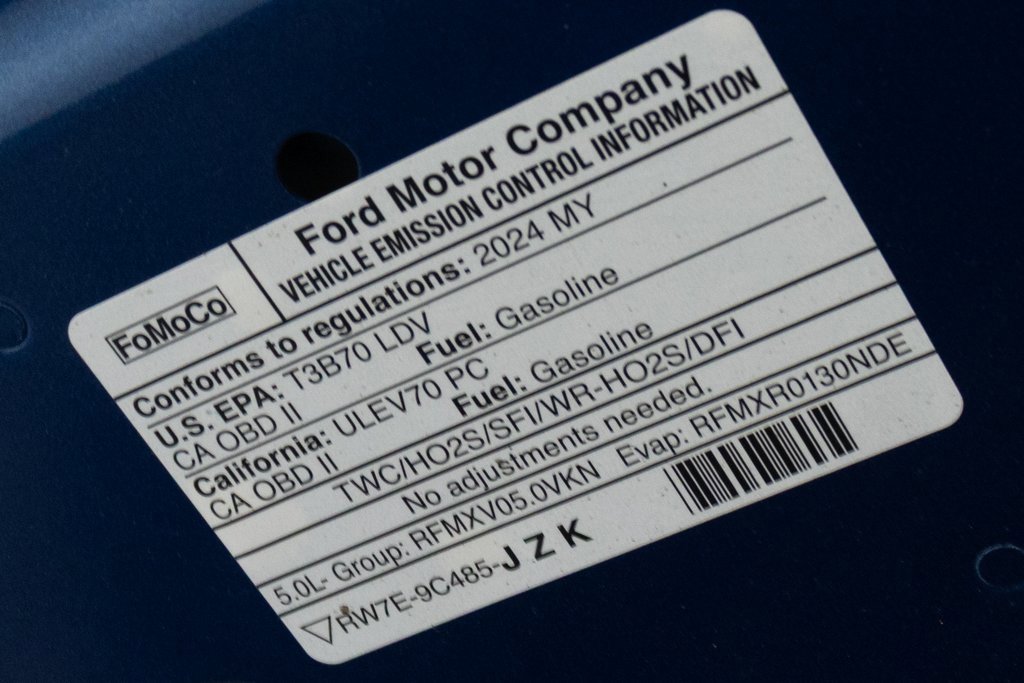 FoMoCo
Ford Motor Company
VEHICLE EMISSION CONTROL INFORMATION
Conforms to regulations: 2024 MY
U.S. EPA: T3B70 LDV
CA OBD II Fuel: Gasoline
California: ULEV70 PC
CA OBD II Fuel: Gasoline
TWC/HO2S/SFI/WR-HO2S/DFI
No adjustments needed.
5.0L- Group: RFMXV05.0VKN Evap: RFMXR0130NDE
RW7E-9C485-JZK